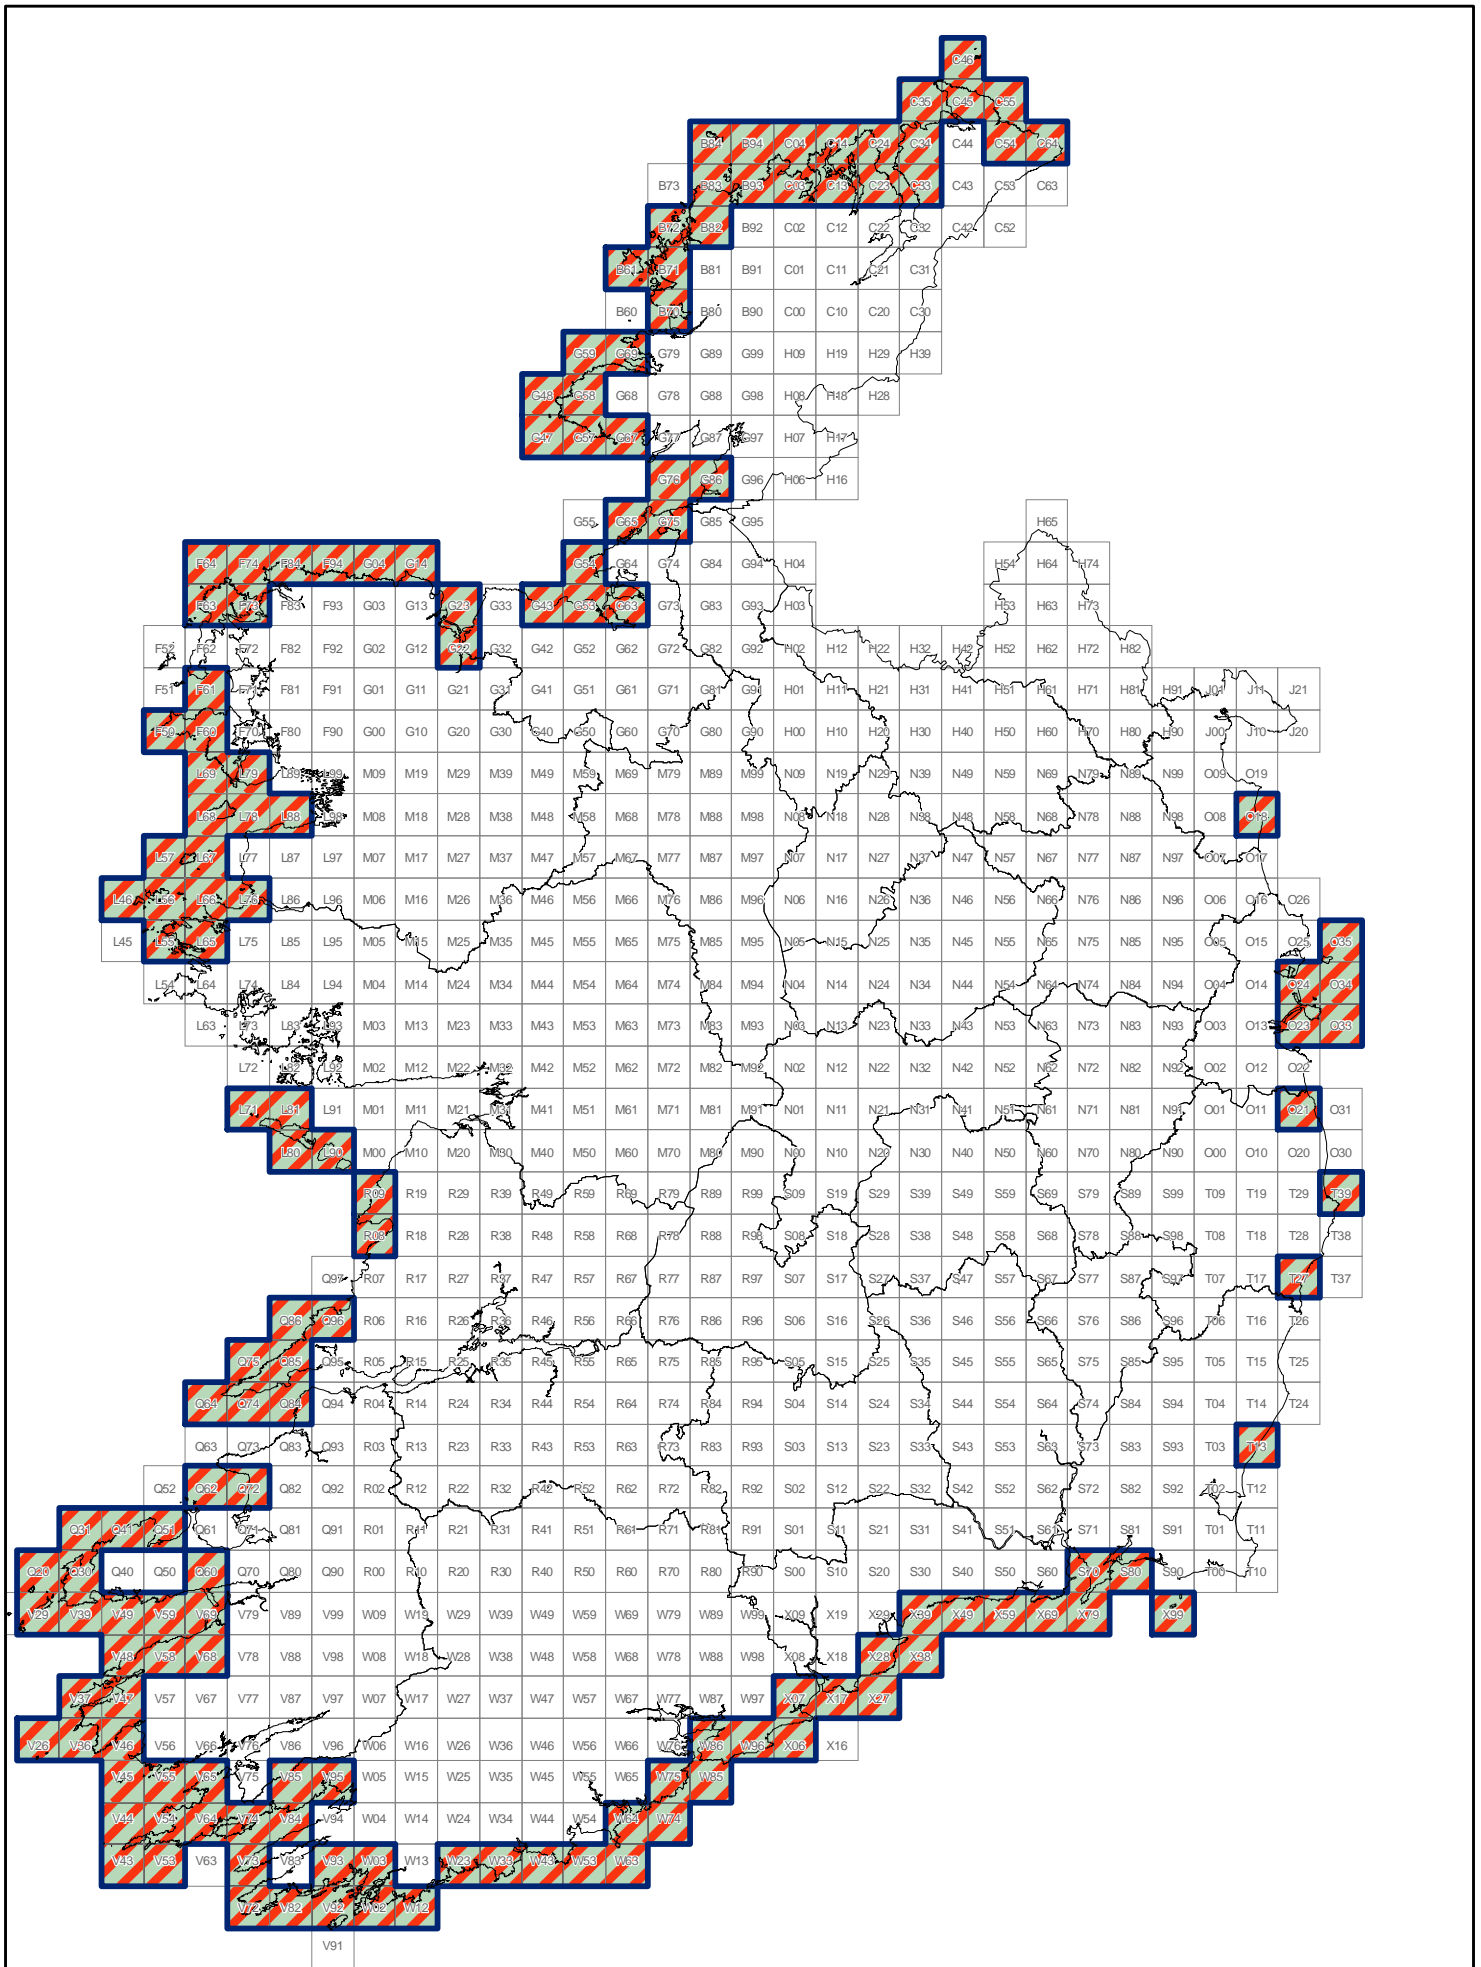 C46
C35 C45 C55
B84 B94 C04 C14 C24 C34 C44 C54 C64
B73 B83 B93 C03 C13 C23 C33 C43 C53 C63
B72 B82 B92 C02 C12 C22 C32 C42 C52
B61 B71 B81 B91 C01 C11 C21 C31
B60 B70 B80 B90 C00 C10 C20 C30
G59 G69 G79 G89 G99 H09 H19 H29 H39
G48 G58 G68 G78 G88 G98 H08 H18 H28
G47 G57 G67 G77 G87 G97 H07 H17
G76 G86 G96 H06 H16
G55 G65 G75 G85 G95 H65
F64 F74 F84 F94 G04 G14 G54 G64 G74 G84 G94 H04 H54 H64 H74
F63 F73 F83 F93 G03 G13 G23 G33 G43 G53 G63 G73 G83 G93 H03 H53 H63 H73
F52 F62 F72 F82 F92 G02 G12 G22 G32 G42 G52 G62 G72 G82 G92 H02 H12 H22 H32 H42 H52 H62 H72 H82
F51 F61 F71 F81 F91 G01 G11 G21 G31 G41 G51 G61 G71 G81 G91 H01 H11 H21 H31 H41 H51 H61 H71 H81 H91 J01 J11 J21
F50 F60 F70 F80 F90 G00 G10 G20 G30 G40 G50 G60 G70 G80 G90 H00 H10 H20 H30 H40 H50 H60 H70 H80 H90 J00 J10 J20
L69 L79 L89 L99 M09 M19 M29 M39 M49 M59 M69 M79 M89 M99 N09 N19 N29 N39 N49 N59 N69 N79 N89 N99 O09 O19
L68 L78 L88 L98 M08 M18 M28 M38 M48 M58 M68 M78 M88 M98 N08 N18 N28 N38 N48 N58 N68 N78 N88 N98 O08 O18
L57 L67 L77 L87 L97 M07 M17 M27 M37 M47 M57 M67 M77 M87 M97 N07 N17 N27 N37 N47 N57 N67 N77 N87 N97 O07 O17
L46 L56 L66 L76 L86 L96 M06 M16 M26 M36 M46 M56 M66 M76 M86 M96 N06 N16 N26 N36 N46 N56 N66 N76 N86 N96 O06 O16 O26
L45 L55 L65 L75 L85 L95 M05 M15 M25 M35 M45 M55 M65 M75 M85 M95 N05 N15 N25 N35 N45 N55 N65 N75 N85 N95 O05 O15 O25 O35
L54 L64 L74 L84 L94 M04 M14 M24 M34 M44 M54 M64 M74 M84 M94 N04 N14 N24 N34 N44 N54 N64 N74 N84 N94 O04 O14 O24 O34
L63 L73 L83 L93 M03 M13 M23 M33 M43 M53 M63 M73 M83 M93 N03 N13 N23 N33 N43 N53 N63 N73 N83 N93 O03 O13 O23 O33
L72 L82 L92 M02 M12 M22 M32 M42 M52 M62 M72 M82 M92 N02 N12 N22 N32 N42 N52 N62 N72 N82 N92 O02 O12 O22
L71 L81 L91 M01 M11 M21 M31 M41 M51 M61 M71 M81 M91 N01 N11 N21 N31 N41 N51 N61 N71 N81 N91 O01 O11 O21 O31
L80 L90 M00 M10 M20 M30 M40 M50 M60 M70 M80 M90 N00 N10 N20 N30 N40 N50 N60 N70 N80 N90 O00 O10 O20 O30
R09 R19 R29 R39 R49 R59 R69 R79 R89 R99 S09 S19 S29 S39 S49 S59 S69 S79 S89 S99 T09 T19 T29 T39
R08 R18 R28 R38 R48 R58 R68 R78 R88 R98 S08 S18 S28 S38 S48 S58 S68 S78 S88 S98 T08 T18 T28 T38
Q97 R07 R17 R27 R37 R47 R57 R67 R77 R87 R97 S07 S17 S27 S37 S47 S57 S67 S77 S87 S97 T07 T17 T27 T37
Q86 Q96 R06 R16 R26 R36 R46 R56 R66 R76 R86 R96 S06 S16 S26 S36 S46 S56 S66 S76 S86 S96 T06 T16 T26
Q75 Q85 Q95 R05 R15 R25 R35 R45 R55 R65 R75 R85 R95 S05 S15 S25 S35 S45 S55 S65 S75 S85 S95 T05 T15 T25
Q64 Q74 Q84 Q94 R04 R14 R24 R34 R44 R54 R64 R74 R84 R94 S04 S14 S24 S34 S44 S54 S64 S74 S84 S94 T04 T14 T24
Q63 Q73 Q83 Q93 R03 R13 R23 R33 R43 R53 R63 R73 R83 R93 S03 S13 S23 S33 S43 S53 S63 S73 S83 S93 T03 T13
Q52 Q62 Q72 Q82 Q92 R02 R12 R22 R32 R42 R52 R62 R72 R82 R92 S02 S12 S22 S32 S42 S52 S62 S72 S82 S92 T02 T12
Q31 Q41 Q51 Q61 Q71 Q81 Q91 R01 R11 R21 R31 R41 R51 R61 R71 R81 R91 S01 S11 S21 S31 S41 S51 S61 S71 S81 S91 T01 T11
Q20 Q30 Q40 Q50 Q60 Q70 Q80 Q90 R00 R10 R20 R30 R40 R50 R60 R70 R80 R90 S00 S10 S20 S30 S40 S50 S60 S70 S80 S90 T00 T10
V29 V39 V49 V59 V69 V79 V89 V99 W09 W19 W29 W39 W49 W59 W69 W79 W89 W99 X09 X19 X29 X39 X49 X59 X69 X79 X99
V48 V58 V68 V78 V88 V98 W08 W18 W28 W38 W48 W58 W68 W78 W88 W98 X08 X18 X28 X38
V37 V47 V57 V67 V77 V87 V97 W07 W17 W27 W37 W47 W57 W67 W77 W87 W97 X07 X17 X27
V26 V36 V46 V56 V66 V76 V86 V96 W06 W16 W26 W36 W46 W56 W66 W76 W86 W96 X06 X16
V45 V55 V65 V75 V85 V95 W05 W15 W25 W35 W45 W55 W65 W75 W85
V44 V54 V64 V74 V84 V94 W04 W14 W24 W34 W44 W54 W64 W74
V43 V53 V63 V73 V83 V93 W03 W13 W23 W33 W43 W53 W63
V72 V82 V92 W02 W12
V91